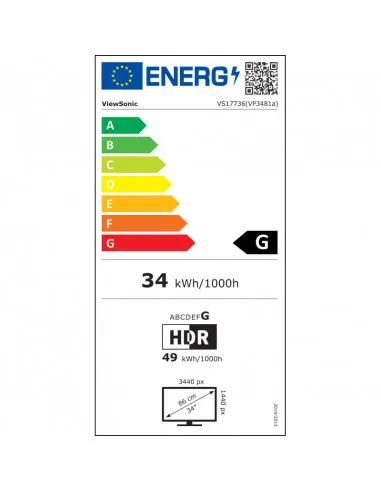 ENERG
ViewSonic VS17736(VP3481a)
A
B
C
D
E
F
G
G
34 kWh/1000h
ABCDEFG
HDR
49 kWh/1000h
3440 px
86 cm
34"
1440 px
2019/2013